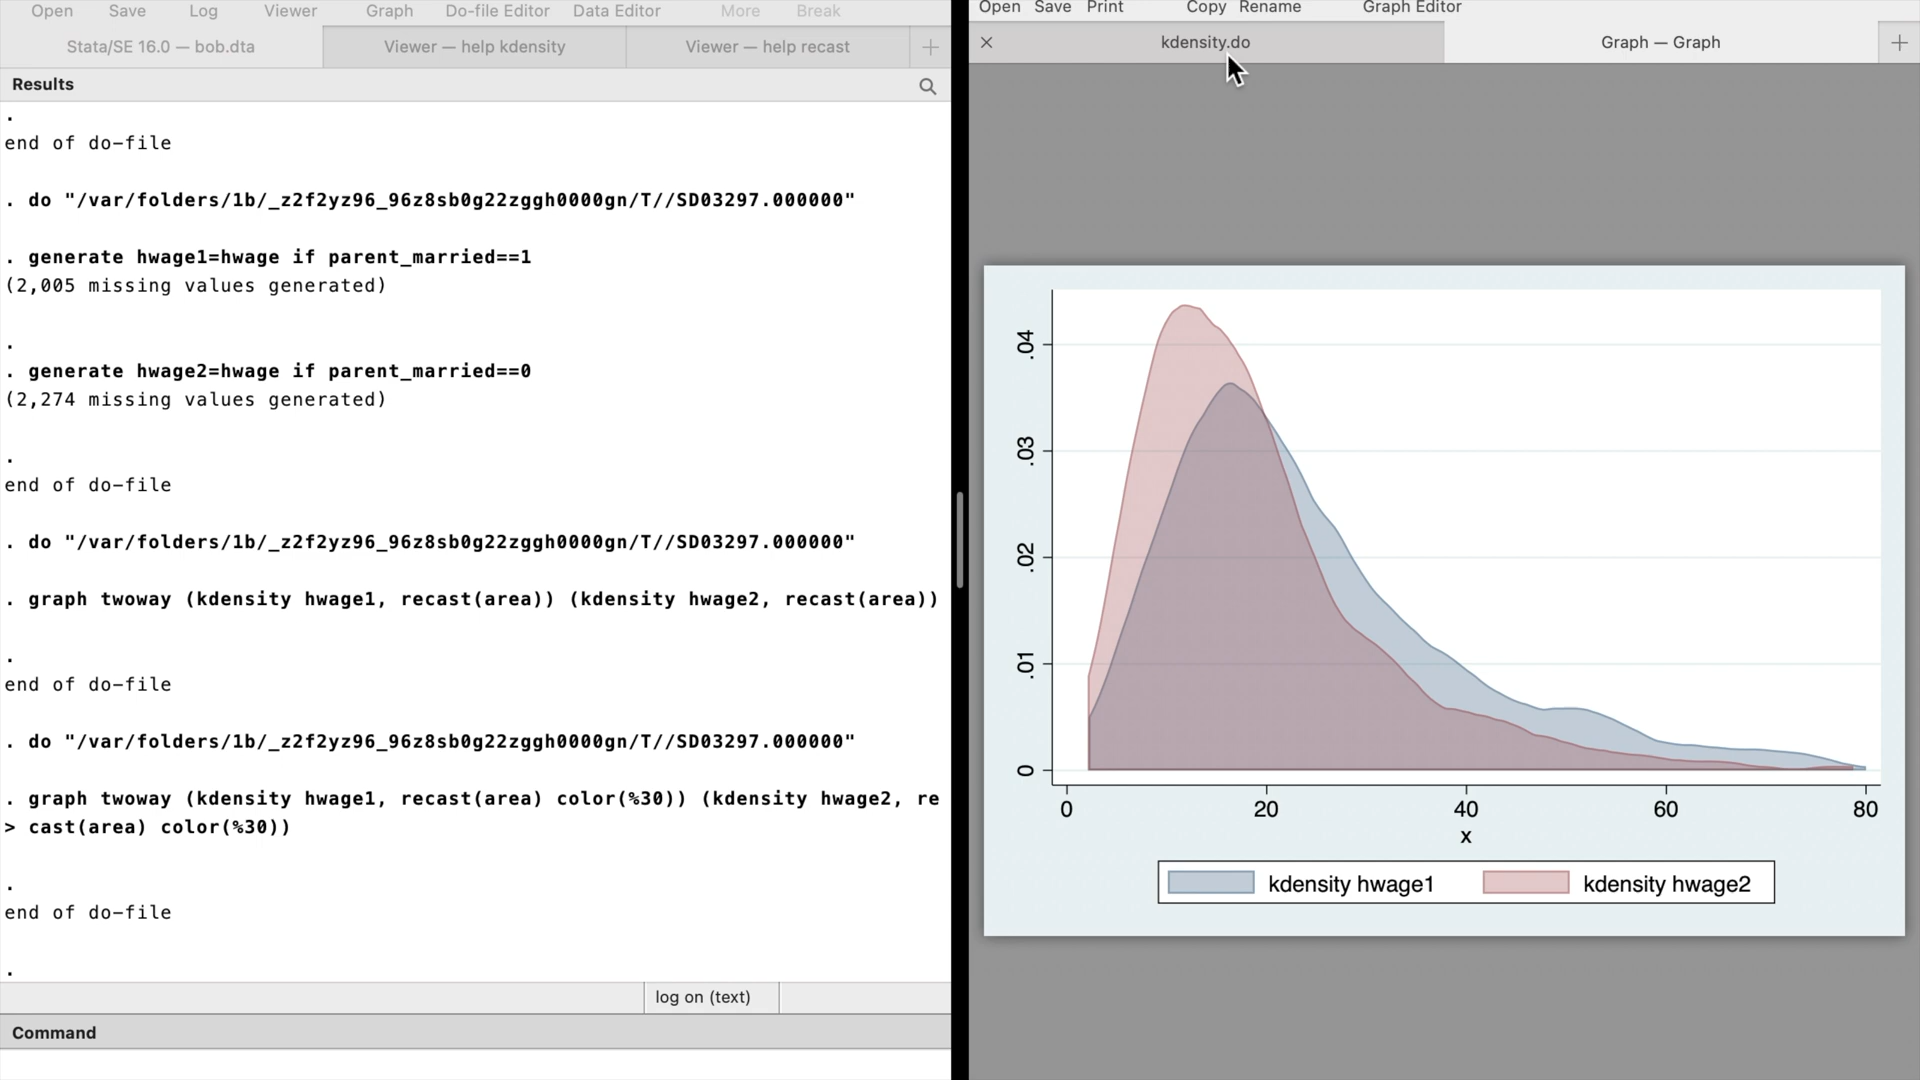 Open Save Log Viewer Graph Do-file Editor Data Editor More Break
Stata/SE 16.0 — bob.dta
Viewer — help kdensity
Viewer — help recast
Results
.
end of do-file
. do "/var/folders/1b/_z2f2yz96_96z8sb0g22zggh0000gn/T//SD03297.000000"
. generate hwage1=hwage if parent_married==1
(2,005 missing values generated)
.
. generate hwage2=hwage if parent_married==0
(2,274 missing values generated)
.
end of do-file
. do "/var/folders/1b/_z2f2yz96_96z8sb0g22zggh0000gn/T//SD03297.000000"
. graph twoway (kdensity hwage1, recast(area)) (kdensity hwage2, recast(area))
.
end of do-file
. do "/var/folders/1b/_z2f2yz96_96z8sb0g22zggh0000gn/T//SD03297.000000"
. graph twoway (kdensity hwage1, recast(area) color(%30)) (kdensity hwage2, re
> cast(area) color(%30))
.
end of do-file
.
log on (text)
Command
Open Save Print Copy Rename Graph Editor
kdensity.do
Graph — Graph
.04
.03
.02
.01
0
0 20 40 60 80
x
kdensity hwage1 kdensity hwage2